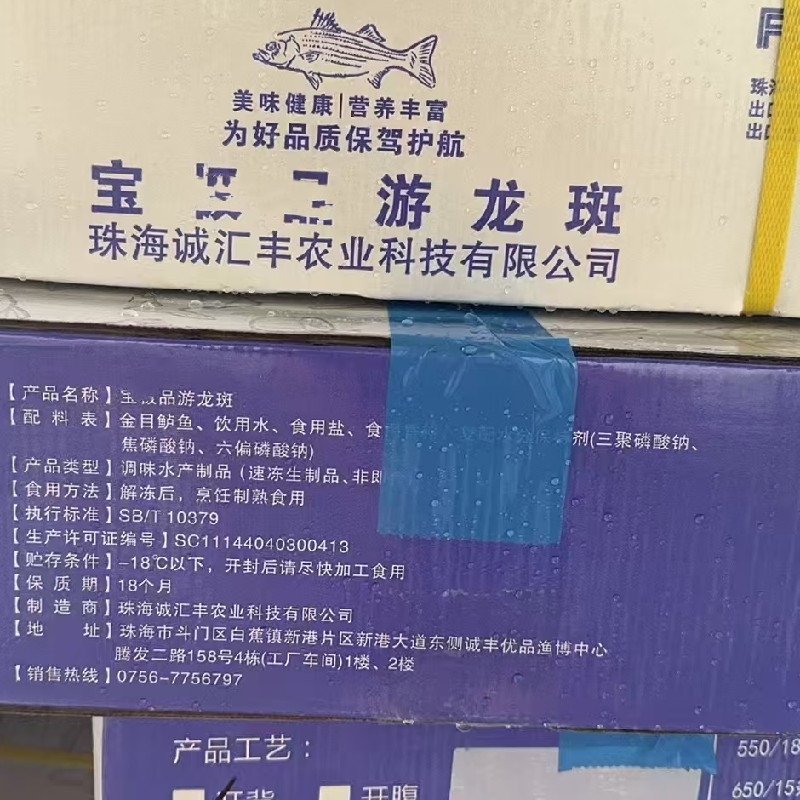 美味健康|营养丰富
为好品质保驾护航
珠
出口
出
宝 品游龙斑
珠海诚汇丰农业科技有限公司
【产品名称】宝 品游龙斑
【配料表】金目鲈鱼、饮用水、食用盐、食 剂(三聚磷酸钠、
焦磷酸钠、六偏磷酸钠)
【产品类型】调味水产制品(速冻生制品、非即
【食用方法】解冻后，烹饪制熟食用
【执行标准】SB/T 10379
【生产许可证编号】SC11144040300413
【贮存条件】-18℃以下，开封后请尽快加工食用
【保质期】18个月
【制造商】珠海诚汇丰农业科技有限公司
【地址】珠海市斗门区白蕉镇新港片区新港大道东侧诚丰优品渔博中心
腾发二路158号4栋(工厂车间)1楼、2楼
【销售热线】0756-7756797
产品工艺：
开腹
550/18
650/15